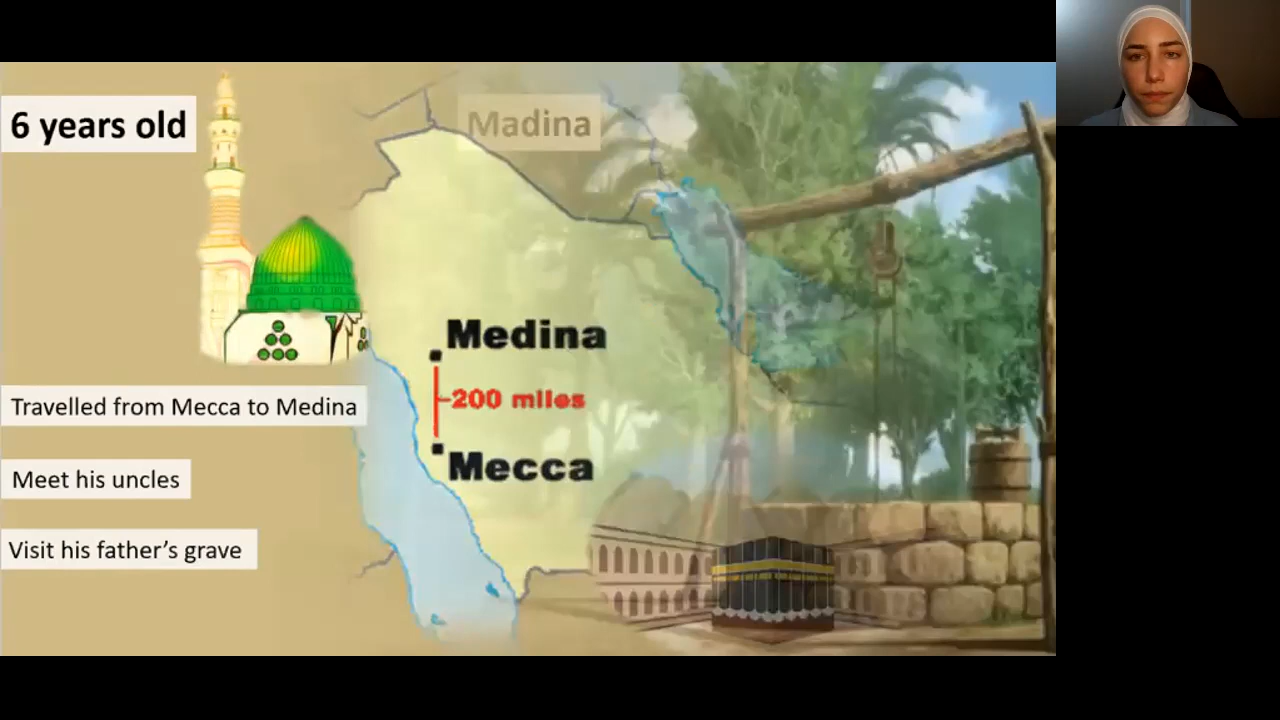 6 years old
Madina
Medina
200 miles
Mecca
Travelled from Mecca to Medina
Meet his uncles
Visit his father’s grave